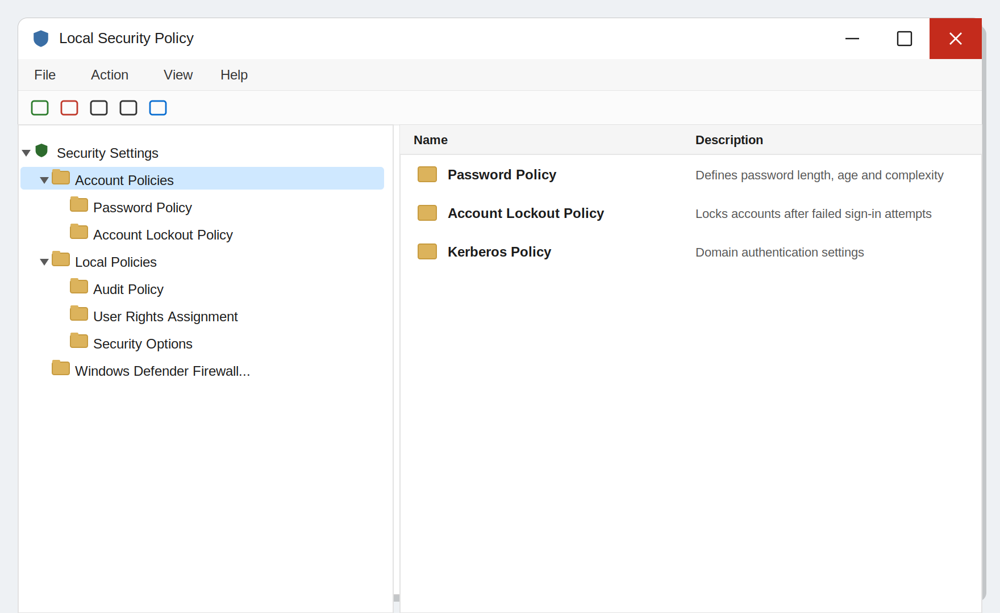 Local Security Policy
File Action View Help
Security Settings
Account Policies
Password Policy
Account Lockout Policy
Local Policies
Audit Policy
User Rights Assignment
Security Options
Windows Defender Firewall...
Name Description
Password Policy Defines password length, age and complexity
Account Lockout Policy Locks accounts after failed sign-in attempts
Kerberos Policy Domain authentication settings